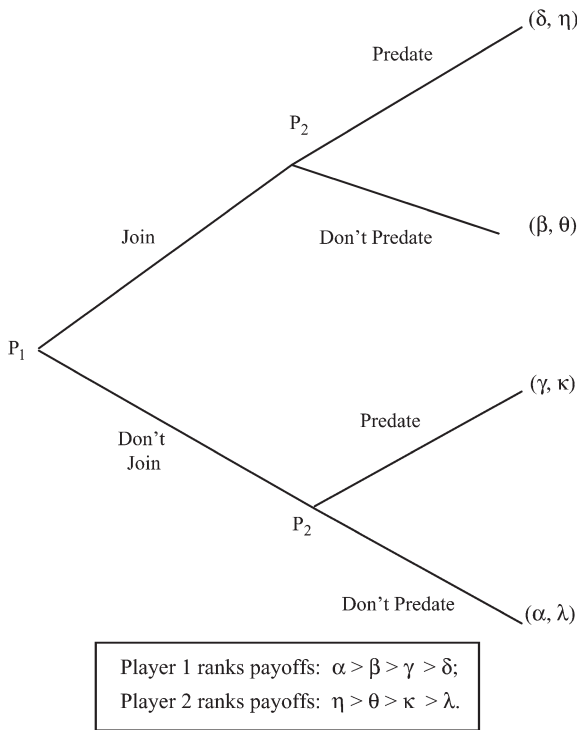 (δ, η)
Predate
P2
Join
Don’t Predate
(β, θ)
P1
(γ, κ)
Don’t
Join
Predate
P2
Don’t Predate
(α, λ)
Player 1 ranks payoffs: α > β > γ > δ;
Player 2 ranks payoffs: η > θ > κ > λ.